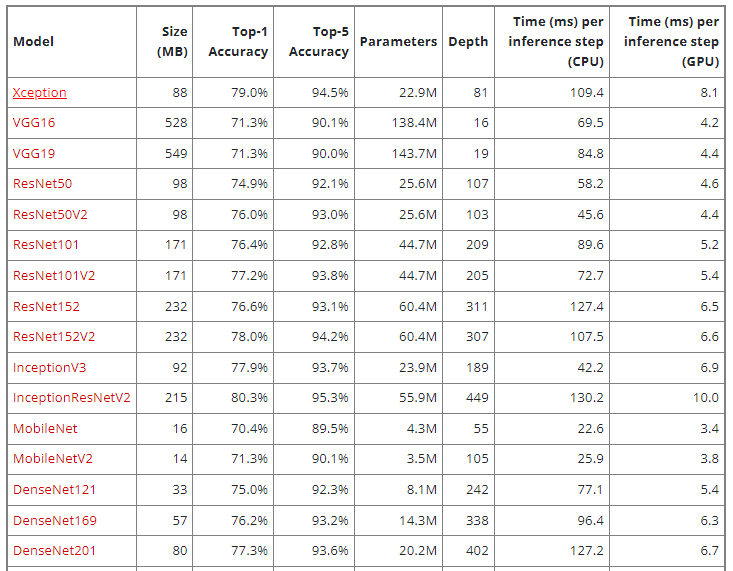 Model Size (MB) Top-1 Accuracy Top-5 Accuracy Parameters Depth Time (ms) per inference step (CPU) Time (ms) per inference step (GPU)
Xception 88 79.0% 94.5% 22.9M 81 109.4 8.1
VGG16 528 71.3% 90.1% 138.4M 16 69.5 4.2
VGG19 549 71.3% 90.0% 143.7M 19 84.8 4.4
ResNet50 98 74.9% 92.1% 25.6M 107 58.2 4.6
ResNet50V2 98 76.0% 93.0% 25.6M 103 45.6 4.4
ResNet101 171 76.4% 92.8% 44.7M 209 89.6 5.2
ResNet101V2 171 77.2% 93.8% 44.7M 205 72.7 5.4
ResNet152 232 76.6% 93.1% 60.4M 311 127.4 6.5
ResNet152V2 232 78.0% 94.2% 60.4M 307 107.5 6.6
InceptionV3 92 77.9% 93.7% 23.9M 189 42.2 6.9
InceptionResNetV2 215 80.3% 95.3% 55.9M 449 130.2 10.0
MobileNet 16 70.4% 89.5% 4.3M 55 22.6 3.4
MobileNetV2 14 71.3% 90.1% 3.5M 105 25.9 3.8
DenseNet121 33 75.0% 92.3% 8.1M 242 77.1 5.4
DenseNet169 57 76.2% 93.2% 14.3M 338 96.4 6.3
DenseNet201 80 77.3% 93.6% 20.2M 402 127.2 6.7